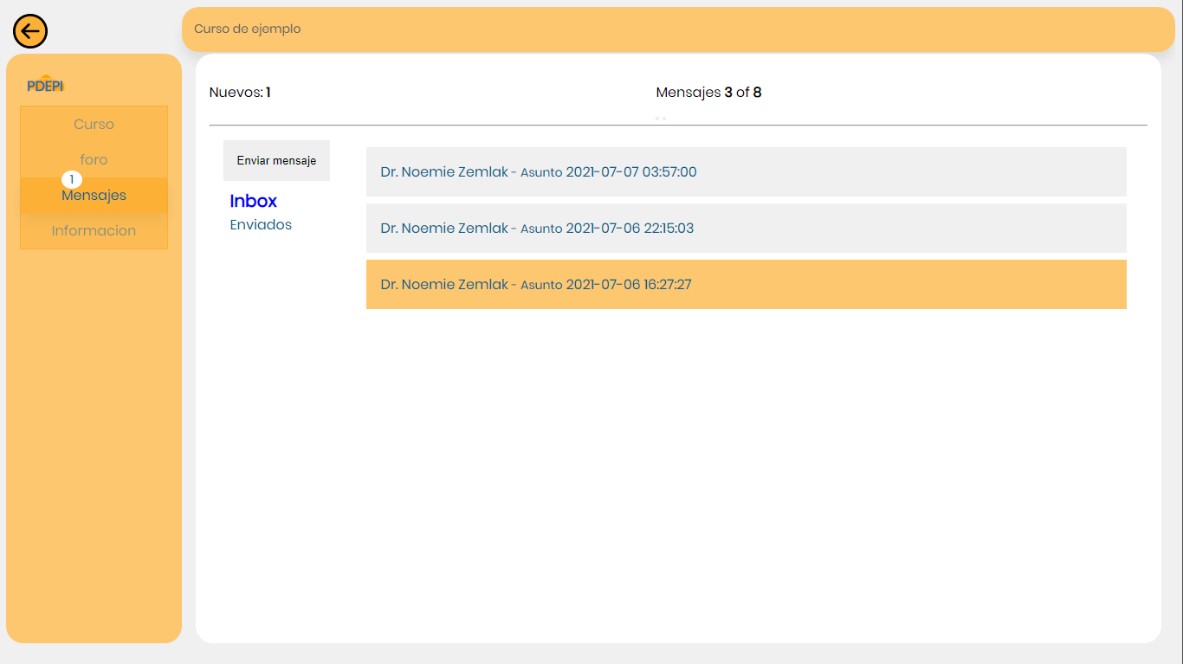 Curso de ejemplo
PDEPI
Curso
foro
1
Mensajes
Informacion
Nuevos: 1
Mensajes 3 of 8
Enviar mensaje
Inbox
Enviados
Dr. Noemie Zemlak - Asunto 2021-07-07 03:57:00
Dr. Noemie Zemlak - Asunto 2021-07-06 22:15:03
Dr. Noemie Zemlak - Asunto 2021-07-06 16:27:27